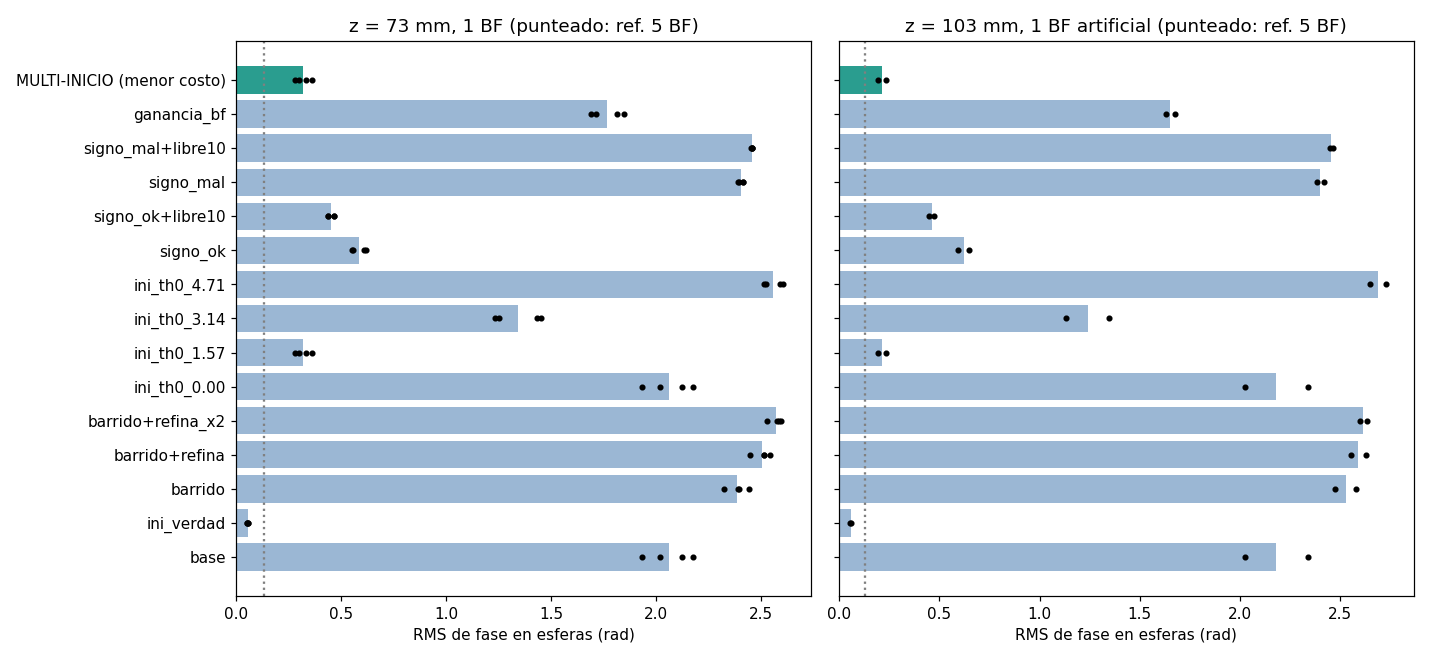 z = 73 mm, 1 BF (punteado: ref. 5 BF)
z = 103 mm, 1 BF artificial (punteado: ref. 5 BF)
MULTI-INICIO (menor costo)
ganancia_bf
signo_mal+libre10
signo_mal
signo_ok+libre10
signo_ok
ini_th0_4.71
ini_th0_3.14
ini_th0_1.57
ini_th0_0.00
barrido+refina_x2
barrido+refina
barrido
ini_verdad
base
0.0 0.5 1.0 1.5 2.0 2.5
0.0 0.5 1.0 1.5 2.0 2.5
RMS de fase en esferas (rad)
RMS de fase en esferas (rad)